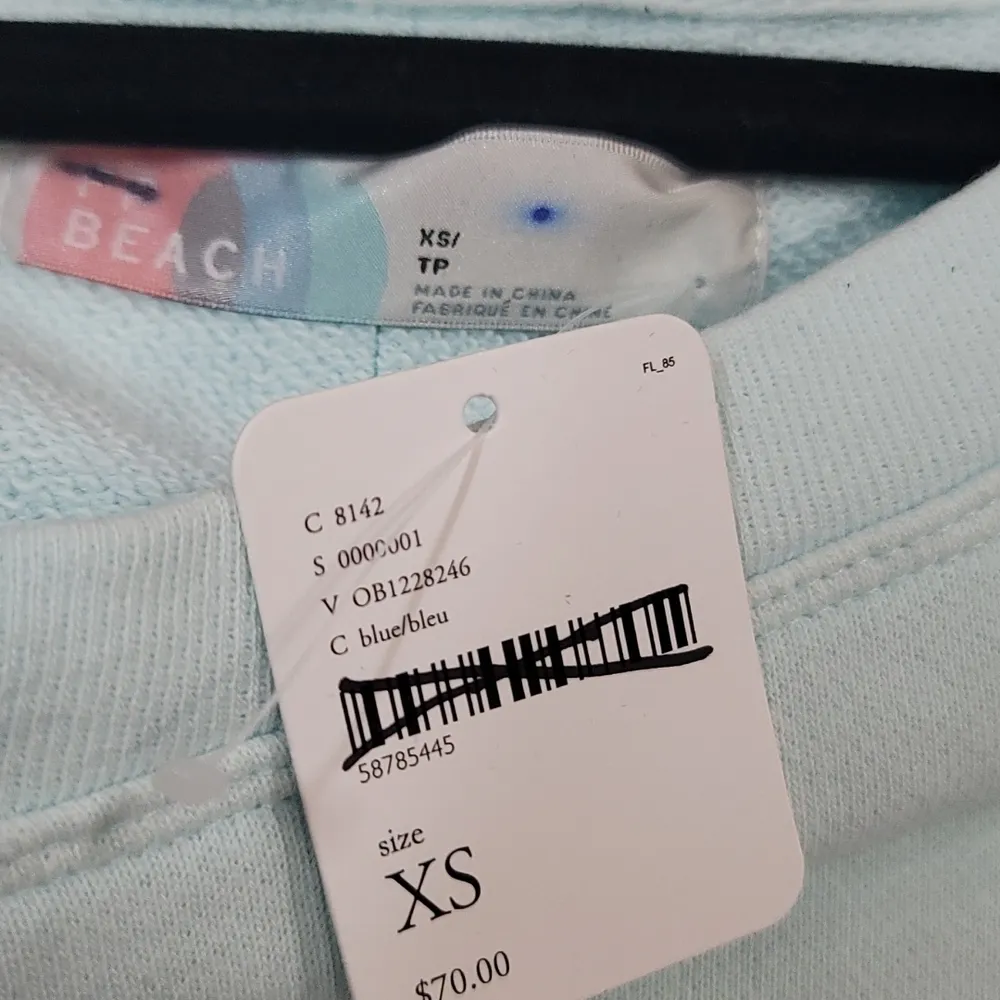 BEACH
XS/
TP
MADE IN CHINA
FABRIQUÉ EN CHINE
FL_85
C 8142
S 0000001
V OB1228246
C blue/bleu
58785445
size
XS
$70.00